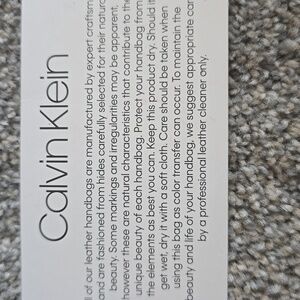 Calvin Klein
of our leather handbags are manufactured by expert craftsm
and are fashioned from hides carefully selected for their natura
beauty. Some markings and irregularities may be apparent,
however these are natural characteristics that contribute to the
unique beauty of each handbag. Protect your handbag from
the elements as best you can. Keep this product dry. Should it
get wet, dry it with a soft cloth. Care should be taken when
using this bag as color transfer can occur. To maintain the
beauty and life of your handbag, we suggest appropriate care
by a professional leather cleaner only.